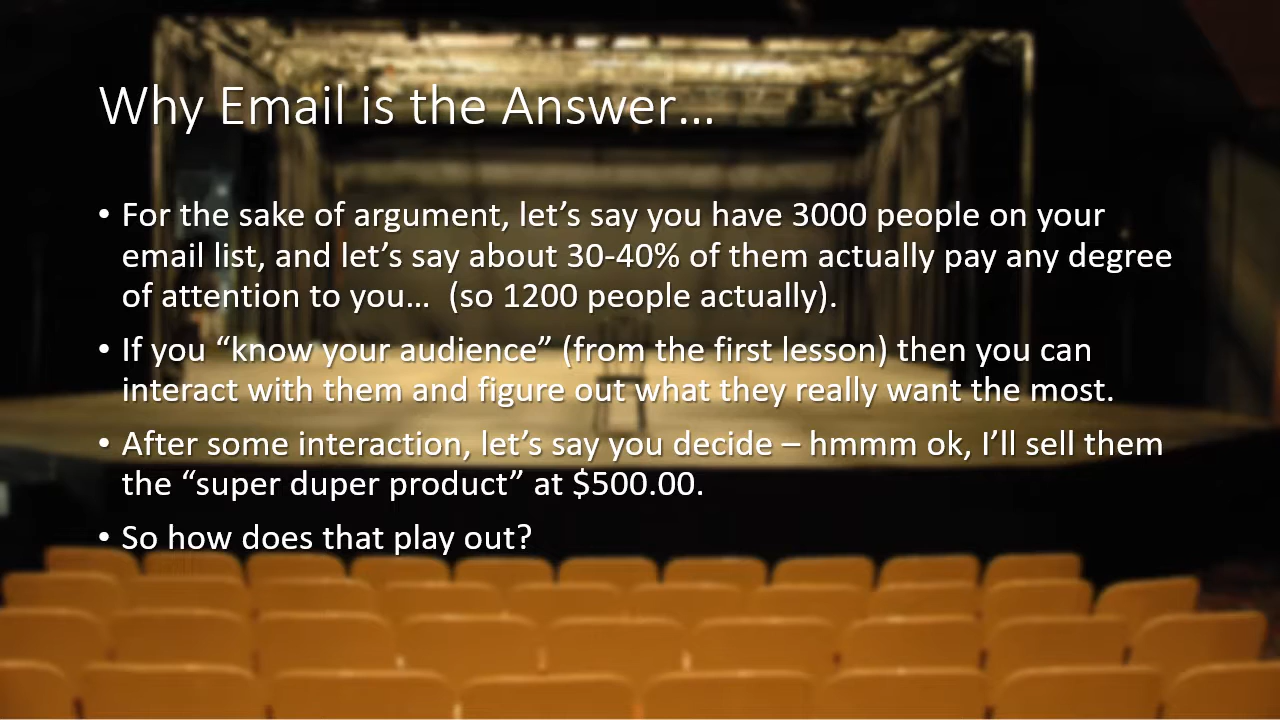 Why Email is the Answer…
• For the sake of argument, let’s say you have 3000 people on your
email list, and let’s say about 30-40% of them actually pay any degree
of attention to you…  (so 1200 people actually).
• If you “know your audience” (from the first lesson) then you can
interact with them and figure out what they really want the most.
• After some interaction, let’s say you decide – hmmm ok, I’ll sell them
the “super duper product” at $500.00.
• So how does that play out?